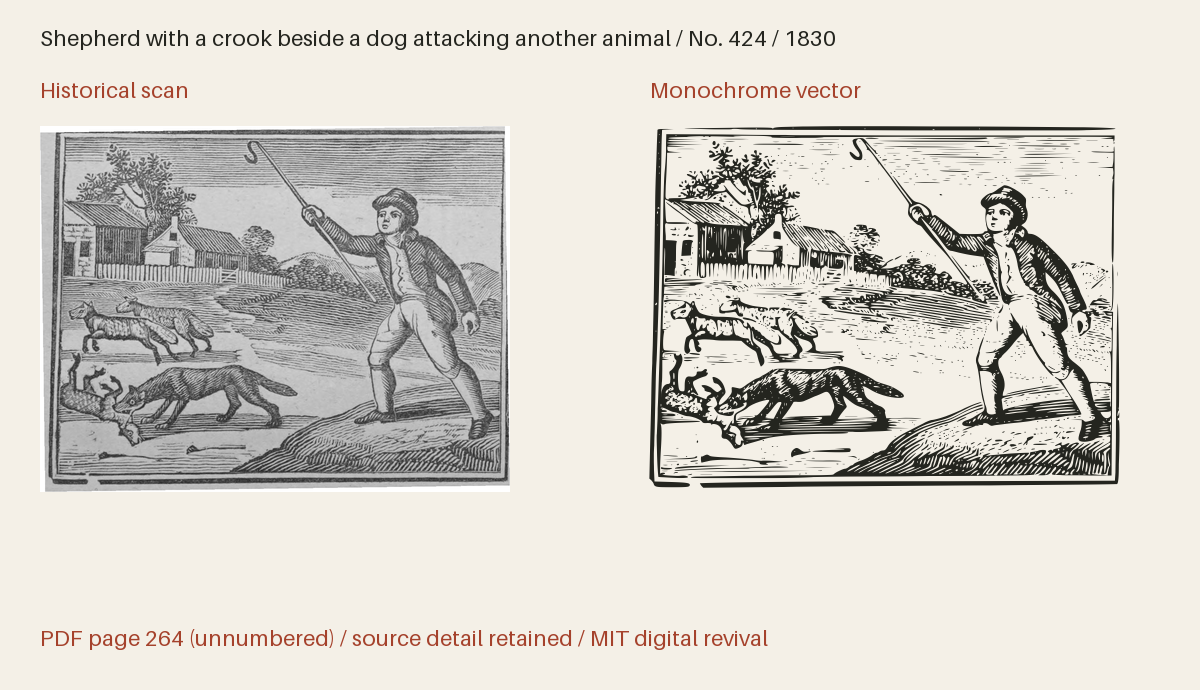 Shepherd with a crook beside a dog attacking another animal / No. 424 / 1830
Historical scan
Monochrome vector
PDF page 264 (unnumbered) / source detail retained / MIT digital revival